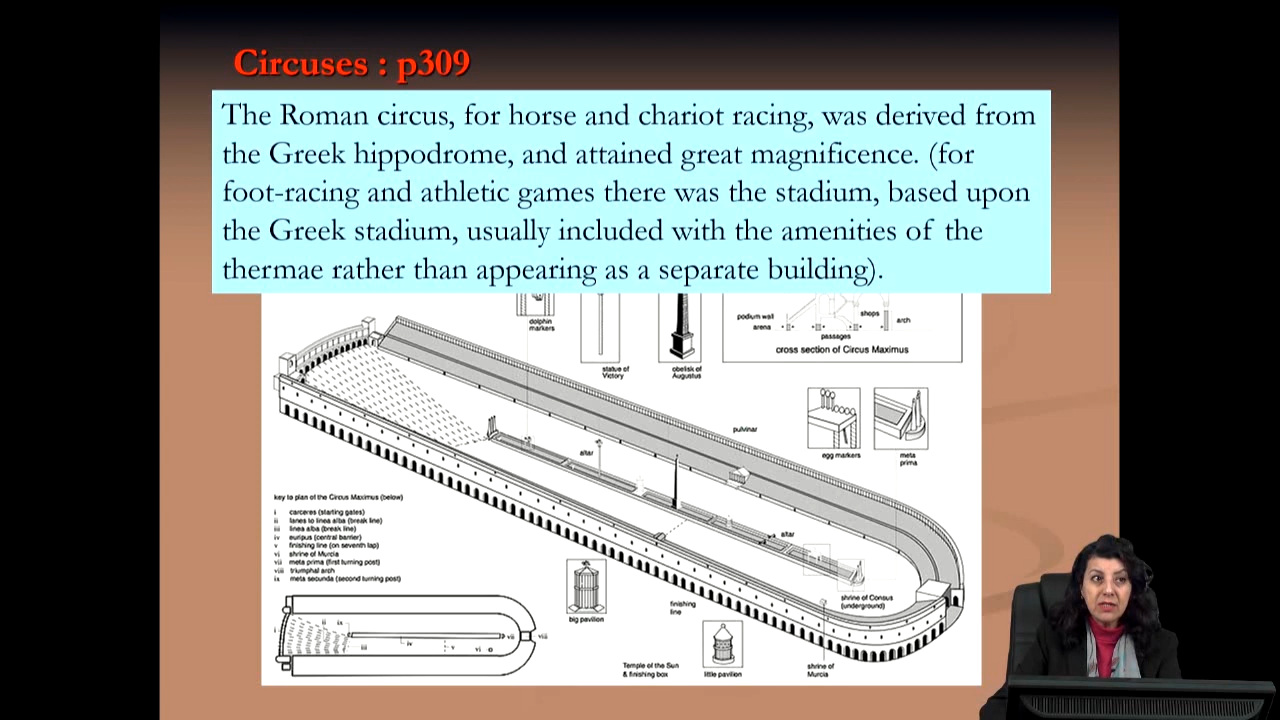 Circuses : p309
The Roman circus, for horse and chariot racing, was derived from
the Greek hippodrome, and attained great magnificence. (for
foot-racing and athletic games there was the stadium, based upon
the Greek stadium, usually included with the amenities of the
thermae rather than appearing as a separate building).
dolphin
markers
statue of
Victory
obelisk of
Augustus
podium wall
arena
passages
shops
arch
cross section of Circus Maximus
pulvinar
egg markers
meta
prima
altar
altar
key to plan of the Circus Maximus (below)
i carceres (starting gates)
ii lanes to linea alba (break line)
iii linea alba (break line)
iv euripus (central barrier)
v finishing line (on seventh lap)
vi shrine of Murcia
vii meta prima (first turning post)
viii triumphal arch
ix meta secunda (second turning post)
big pavilion
finishing
line
shrine of Consus
(underground)
Temple of the Sun
& finishing box
little pavilion
shrine of
Murcia
i
ii
ix
iii
iv
v
vi
vii
viii